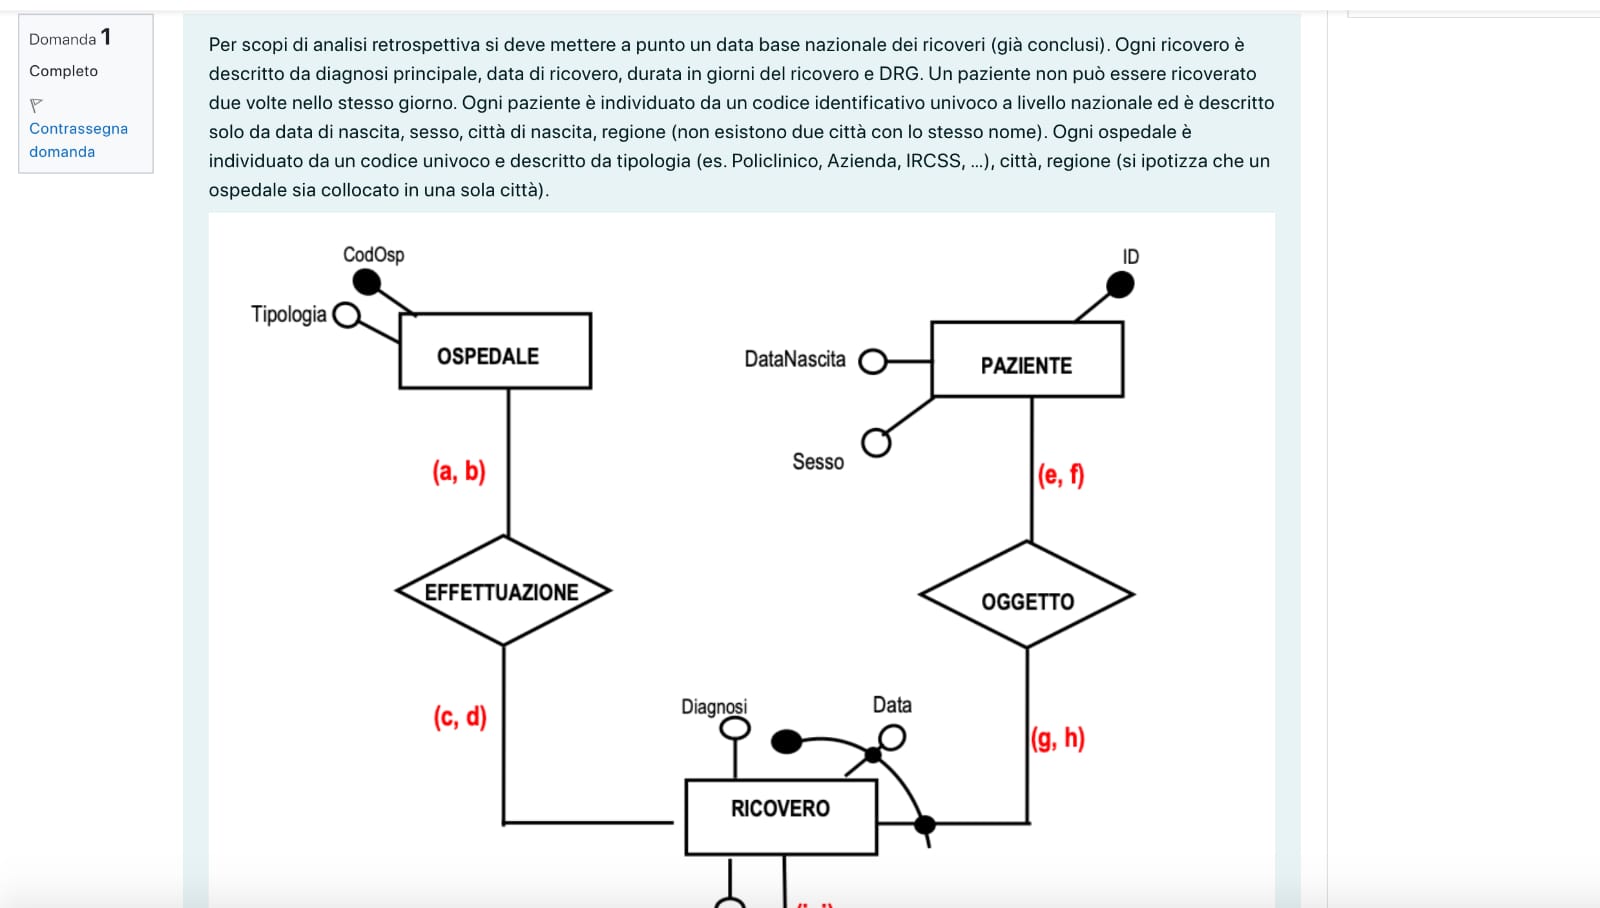 Domanda 1
Completo
Contrassegna
domanda
Per scopi di analisi retrospettiva si deve mettere a punto un data base nazionale dei ricoveri (già conclusi). Ogni ricovero è
descritto da diagnosi principale, data di ricovero, durata in giorni del ricovero e DRG. Un paziente non può essere ricoverato
due volte nello stesso giorno. Ogni paziente è individuato da un codice identificativo univoco a livello nazionale ed è descritto
solo da data di nascita, sesso, città di nascita, regione (non esistono due città con lo stesso nome). Ogni ospedale è
individuato da un codice univoco e descritto da tipologia (es. Policlinico, Azienda, IRCSS, ...), città, regione (si ipotizza che un
ospedale sia collocato in una sola città).
CodOsp
ID
Tipologia
OSPEDALE
DataNascita
PAZIENTE
Sesso
(a, b)
(e, f)
EFFETTUAZIONE
OGGETTO
(c, d)
Diagnosi
Data
(g, h)
RICOVERO